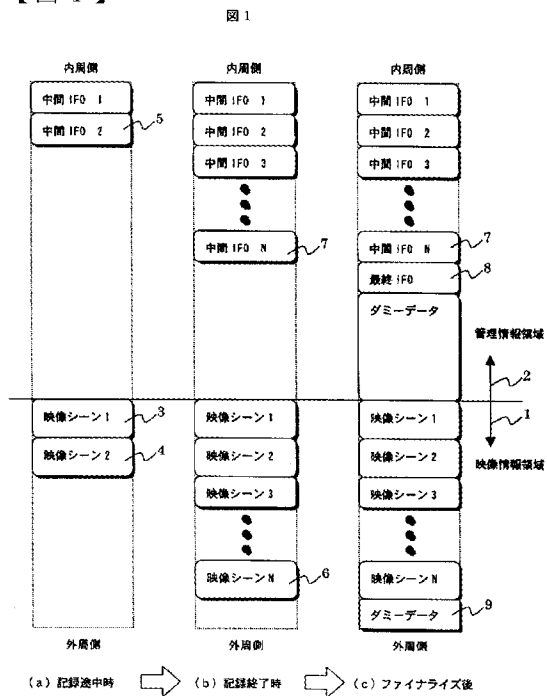 【図1】
図1
内周側
中間IFO 1
中間IFO 2
5
映像シーン1
3
映像シーン2
4
外周側
(a) 記録途中時
内周側
中間IFO 1
中間IFO 2
中間IFO 3
中間IFO N
7
映像シーン1
映像シーン2
映像シーン3
映像シーンN
6
外周側
(b) 記録終了時
内周側
中間IFO 1
中間IFO 2
中間IFO 3
中間IFO N
7
最終IFO
8
ダミーデータ
管理情報領域
2
1
映像情報領域
映像シーン1
映像シーン2
映像シーン3
映像シーンN
ダミーデータ
9
外周側
(c) ファイナライズ後